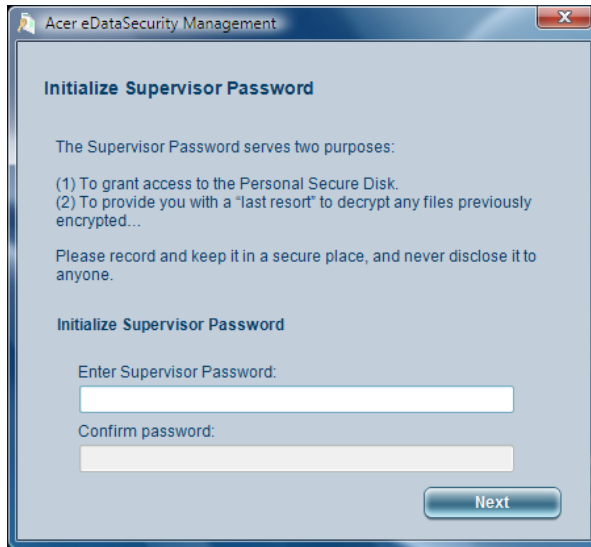 Acer eDataSecurity Management
Initialize Supervisor Password
The Supervisor Password serves two purposes:
(1) To grant access to the Personal Secure Disk.
(2) To provide you with a “last resort” to decrypt any files previously
encrypted...
Please record and keep it in a secure place, and never disclose it to
anyone.
Initialize Supervisor Password
Enter Supervisor Password:
Confirm password:
Next